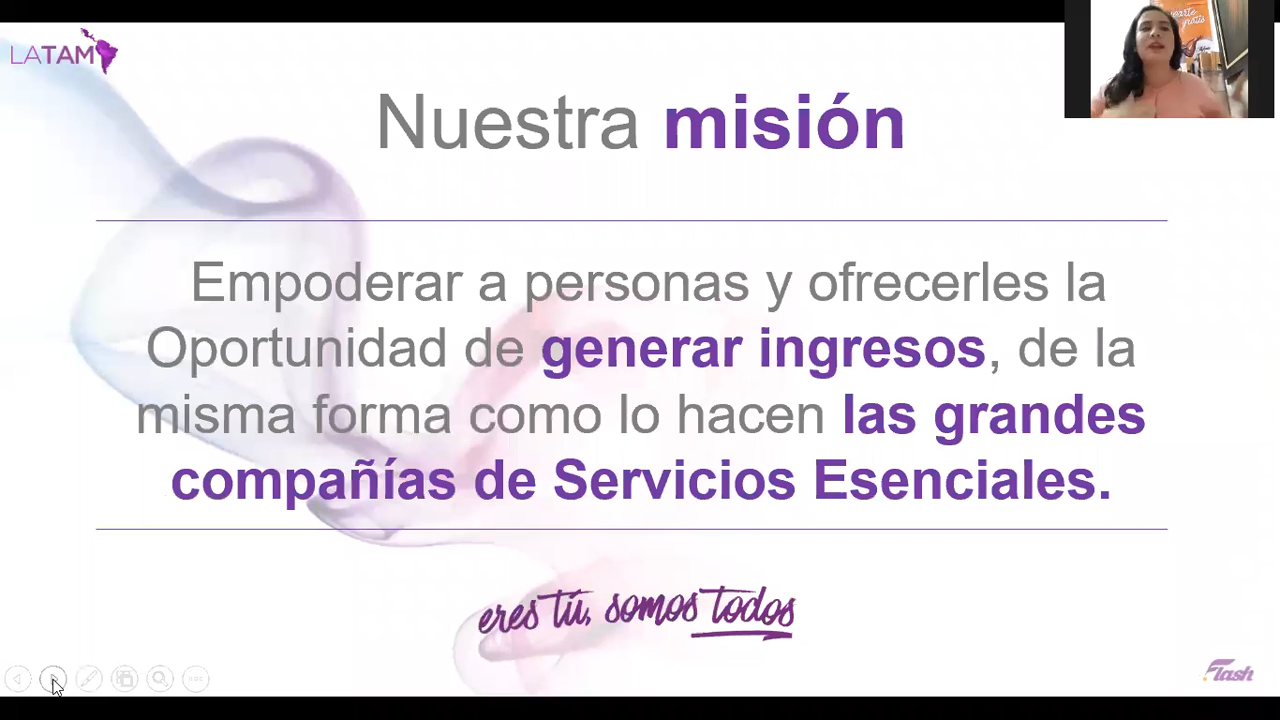 LATAM
Nuestra misión
Empoderar a personas y ofrecerles la
Oportunidad de generar ingresos, de la
misma forma como lo hacen las grandes
compañías de Servicios Esenciales.
eres tú, somos todos
Flash